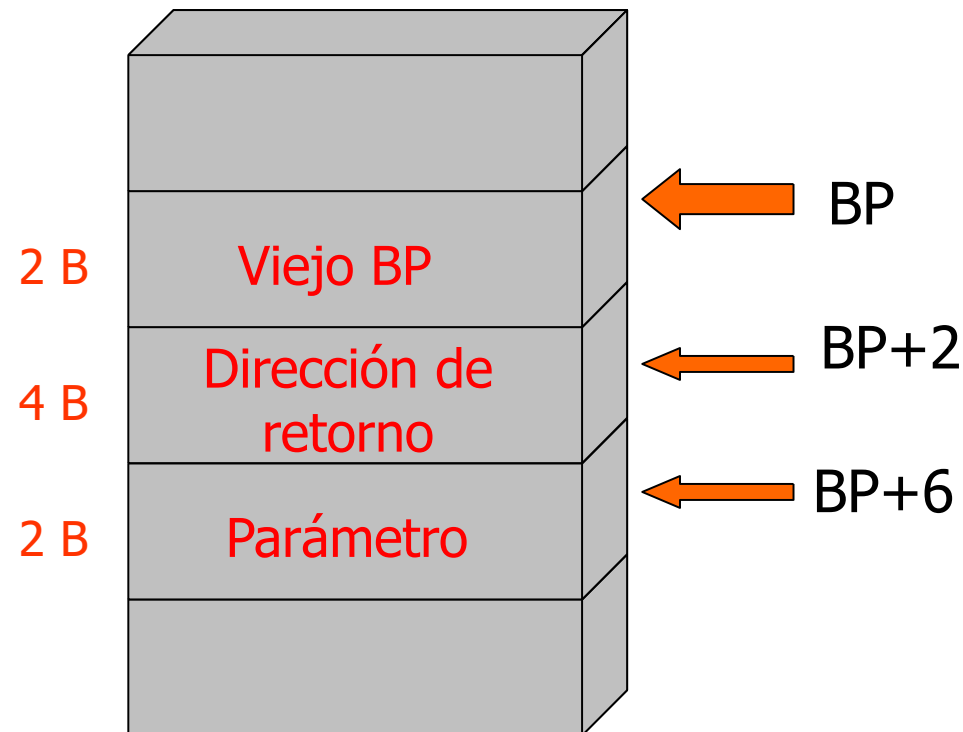 BP
2 B
Viejo BP
BP+2
4 B
Dirección de
retorno
BP+6
2 B
Parámetro